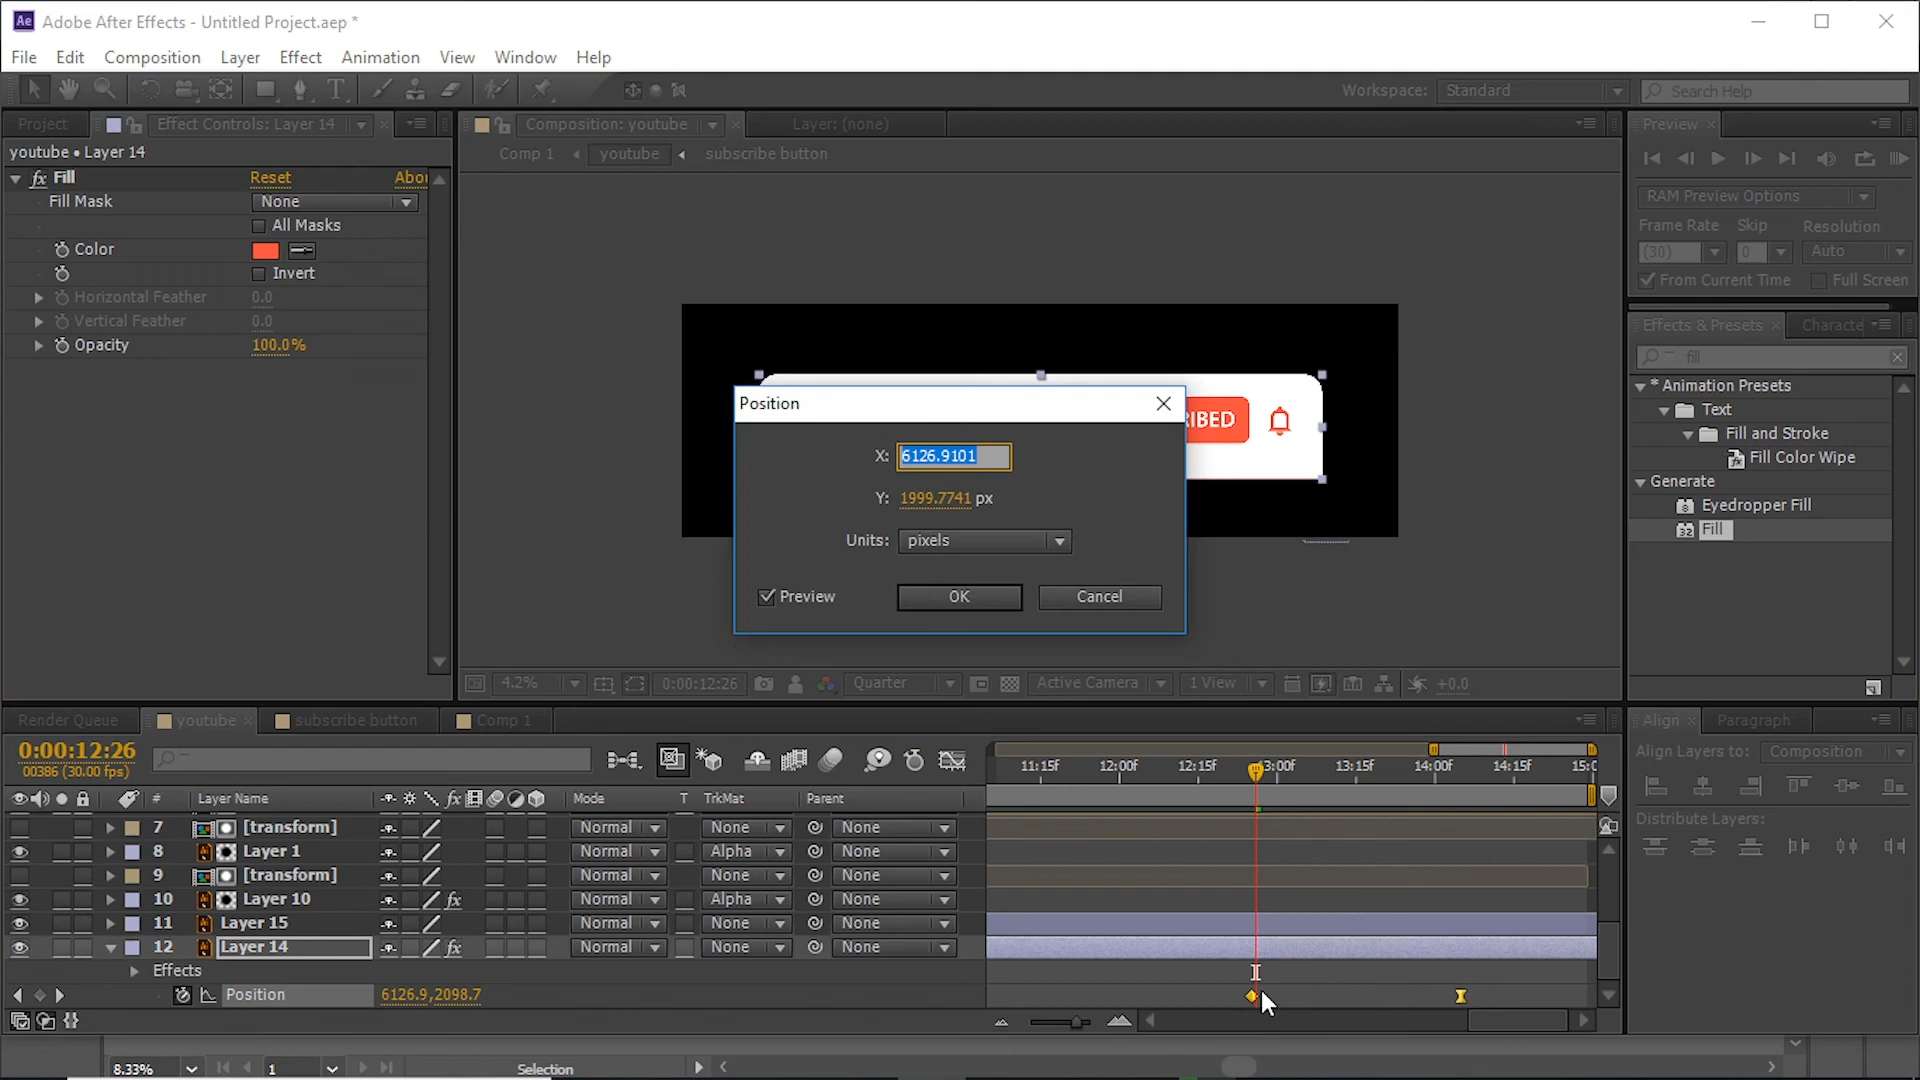 Ae Adobe After Effects - Untitled Project.aep *
File Edit Composition Layer Effect Animation View Window Help
T Workspace: Standard Search Help
Project Effect Controls: Layer 14 Composition: youtube Layer: (none) Preview
youtube • Layer 14 Comp 1 youtube subscribe button
fx Fill Reset Abou
Fill Mask None
All Masks
Color
Invert
Horizontal Feather 0.0
Vertical Feather 0.0
Opacity 100.0%
RAM Preview Options
Frame Rate Skip Resolution
(30) 0 Auto
From Current Time Full Screen
Effects & Presets Characte
fill
* Animation Presets
Text
Fill and Stroke
Fill Color Wipe
Generate
Eyedropper Fill
Fill
RIBED
Position
X: 6126.9101
Y: 1999.7741 px
Units: pixels
Preview OK Cancel
4.2% 0:00:12:26 Quarter Active Camera 1 View +0.0
Render Queue youtube subscribe button Comp 1
0:00:12:26
00386 (30.00 fps)
11:15f 12:00f 12:15f 3:00f 13:15f 14:00f 14:15f 15:0
# Layer Name fx Mode T TrkMat Parent
7 [transform] Normal None None
8 Layer 1 Normal Alpha None
9 [transform] Normal None None
10 Layer 10 fx Normal Alpha None
11 Layer 15 Normal None None
12 Layer 14 fx Normal None None
Effects
Position 6126.9,2098.7
Align Paragraph
Align Layers to: Composition
Distribute Layers:
8.33% 1 Selection